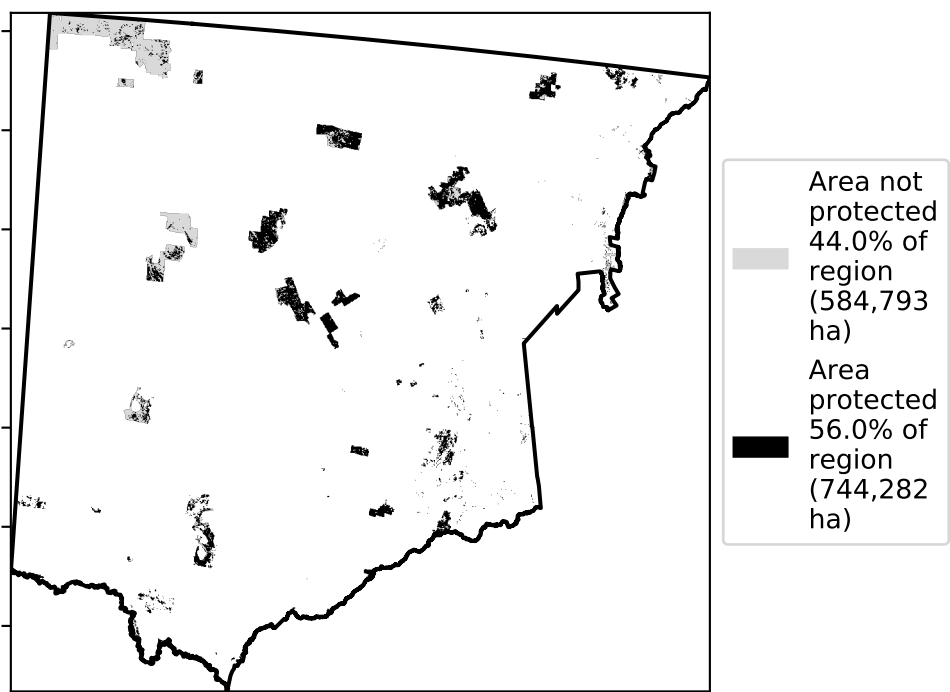 Area not
protected
44.0% of
region
(584,793
ha)
Area
protected
56.0% of
region
(744,282
ha)